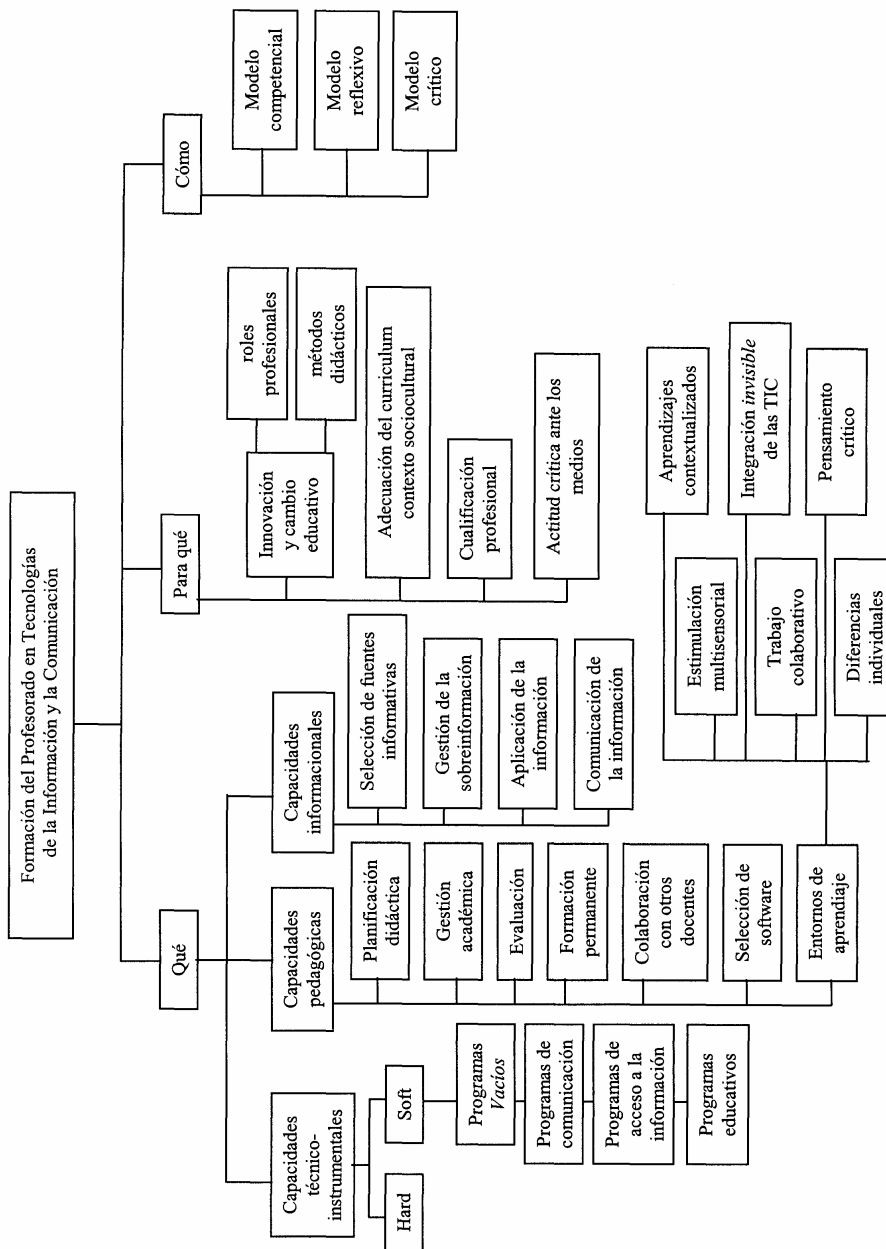 Formación del Profesorado en Tecnologías
de la Información y la Comunicación
Qué
Capacidades
técnico-
instrumentales
Hard
Soft
Programas
Vacíos
Programas de
comunicación
Programas de
acceso a la
información
Programas
educativos
Capacidades
pedagógicas
Planificación
didáctica
Gestión
académica
Evaluación
Formación
permanente
Colaboración
con otros
docentes
Selección de
software
Entornos de
aprendiaje
Capacidades
informacionales
Selección de fuentes
informativas
Gestión de la
sobreinformación
Aplicación de la
información
Comunicación de
la información
Estimulación
multisensorial
Trabajo
colaborativo
Diferencias
individuales
Aprendizajes
contextualizados
Integración invisible
de las TIC
Pensamiento
crítico
Para qué
Innovación
y cambio
educativo
roles
profesionales
métodos
didácticos
Adecuación del curriculum
contexto sociocultural
Cualificación
profesional
Actitud crítica ante los
medios
Cómo
Modelo
competencial
Modelo
reflexivo
Modelo
crítico